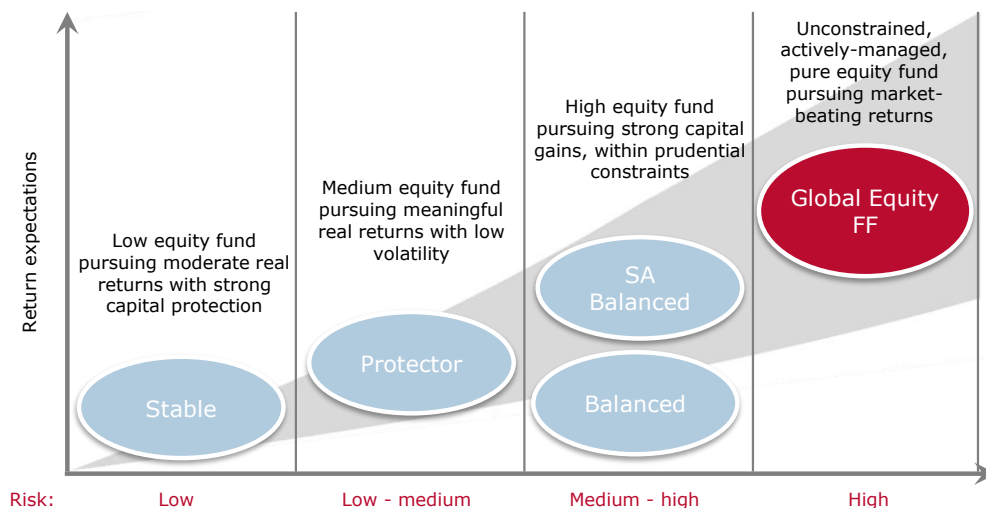 Return expectations
Low equity fund
pursuing moderate real
returns with strong
capital protection
Stable
Medium equity fund
pursuing meaningful
real returns with low
volatility
Protector
High equity fund
pursuing strong capital
gains, within prudential
constraints
SA
Balanced
Balanced
Unconstrained,
actively-managed,
pure equity fund
pursuing market-
beating returns
Global Equity
FF
Risk: Low Low - medium Medium - high High